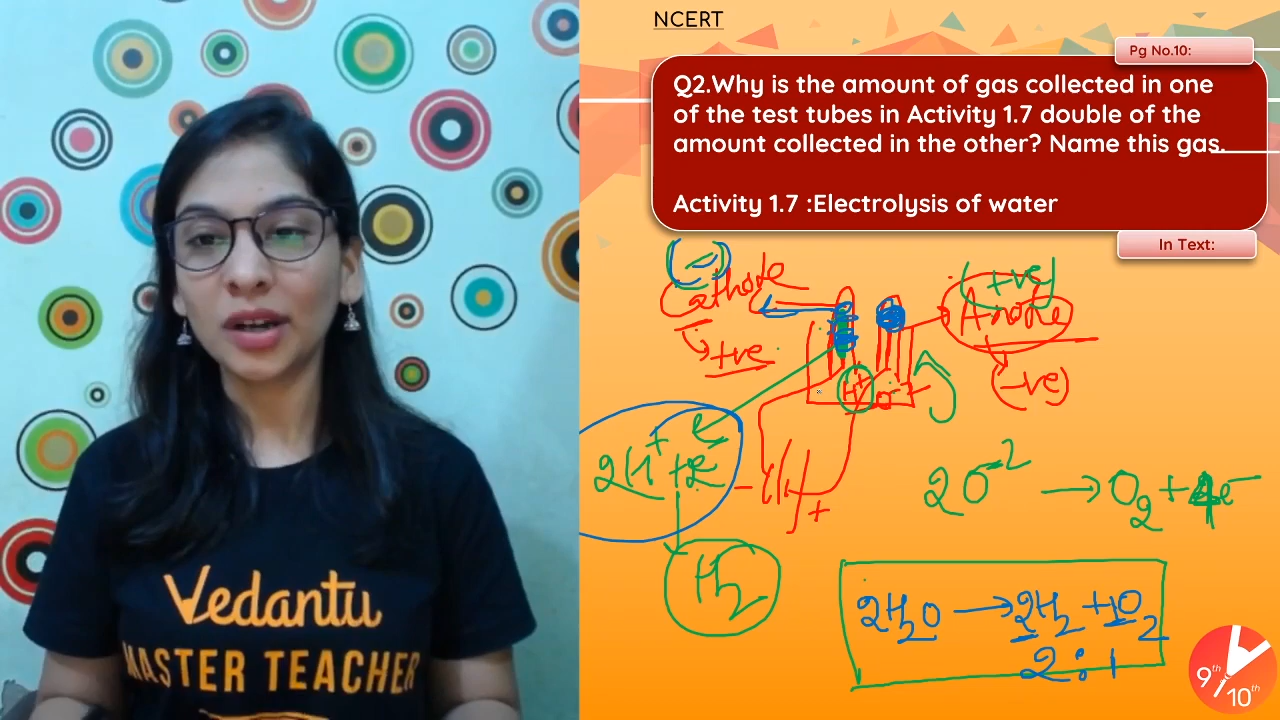 NCERT
Pg No.10:
Q2.Why is the amount of gas collected in one
of the test tubes in Activity 1.7 double of the
amount collected in the other? Name this gas.
Activity 1.7 :Electrolysis of water
In Text:
(-)
Cathode
+ve
(+ve)
Anode
(-ve)
2H⁺ + 2e⁻
H₂
2O⁻² → O₂ + 4e⁻
2H₂O → 2H₂ + 1O₂
2 : 1
Vedantu
MASTER TEACHER
9th/10th